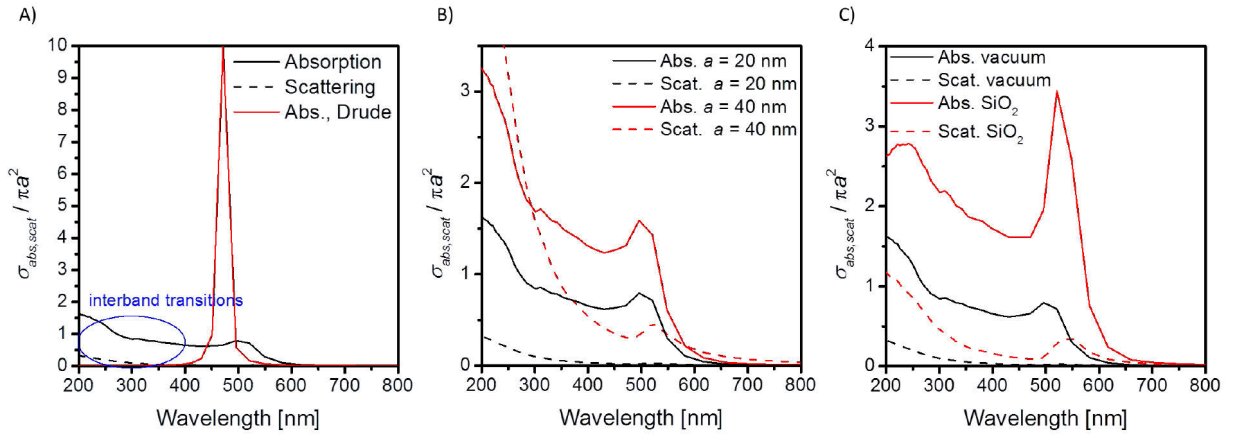 A)
10
9
8
7
6
5
4
3
2
1
0
200 300 400 500 600 700 800
σabs,scat / πa²
Wavelength [nm]
Absorption
Scattering
Abs., Drude
interband transitions
B)
3
2
1
0
200 300 400 500 600 700 800
σabs,scat / πa²
Wavelength [nm]
Abs. a = 20 nm
Scat. a = 20 nm
Abs. a = 40 nm
Scat. a = 40 nm
C)
4
3
2
1
0
200 300 400 500 600 700 800
σabs,scat / πa²
Wavelength [nm]
Abs. vacuum
Scat. vacuum
Abs. SiO₂
Scat. SiO₂